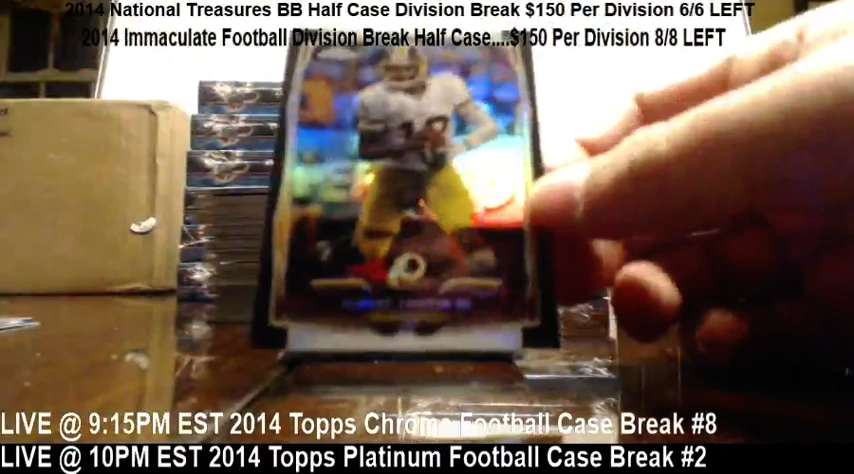 2014 National Treasures BB Half Case Division Break $150 Per Division 6/6 LEFT
2014 Immaculate Football Division Break Half Case....$150 Per Division 8/8 LEFT
LIVE @ 9:15PM EST 2014 Topps Chrome Football Case Break #8
LIVE @ 10PM EST 2014 Topps Platinum Football Case Break #2